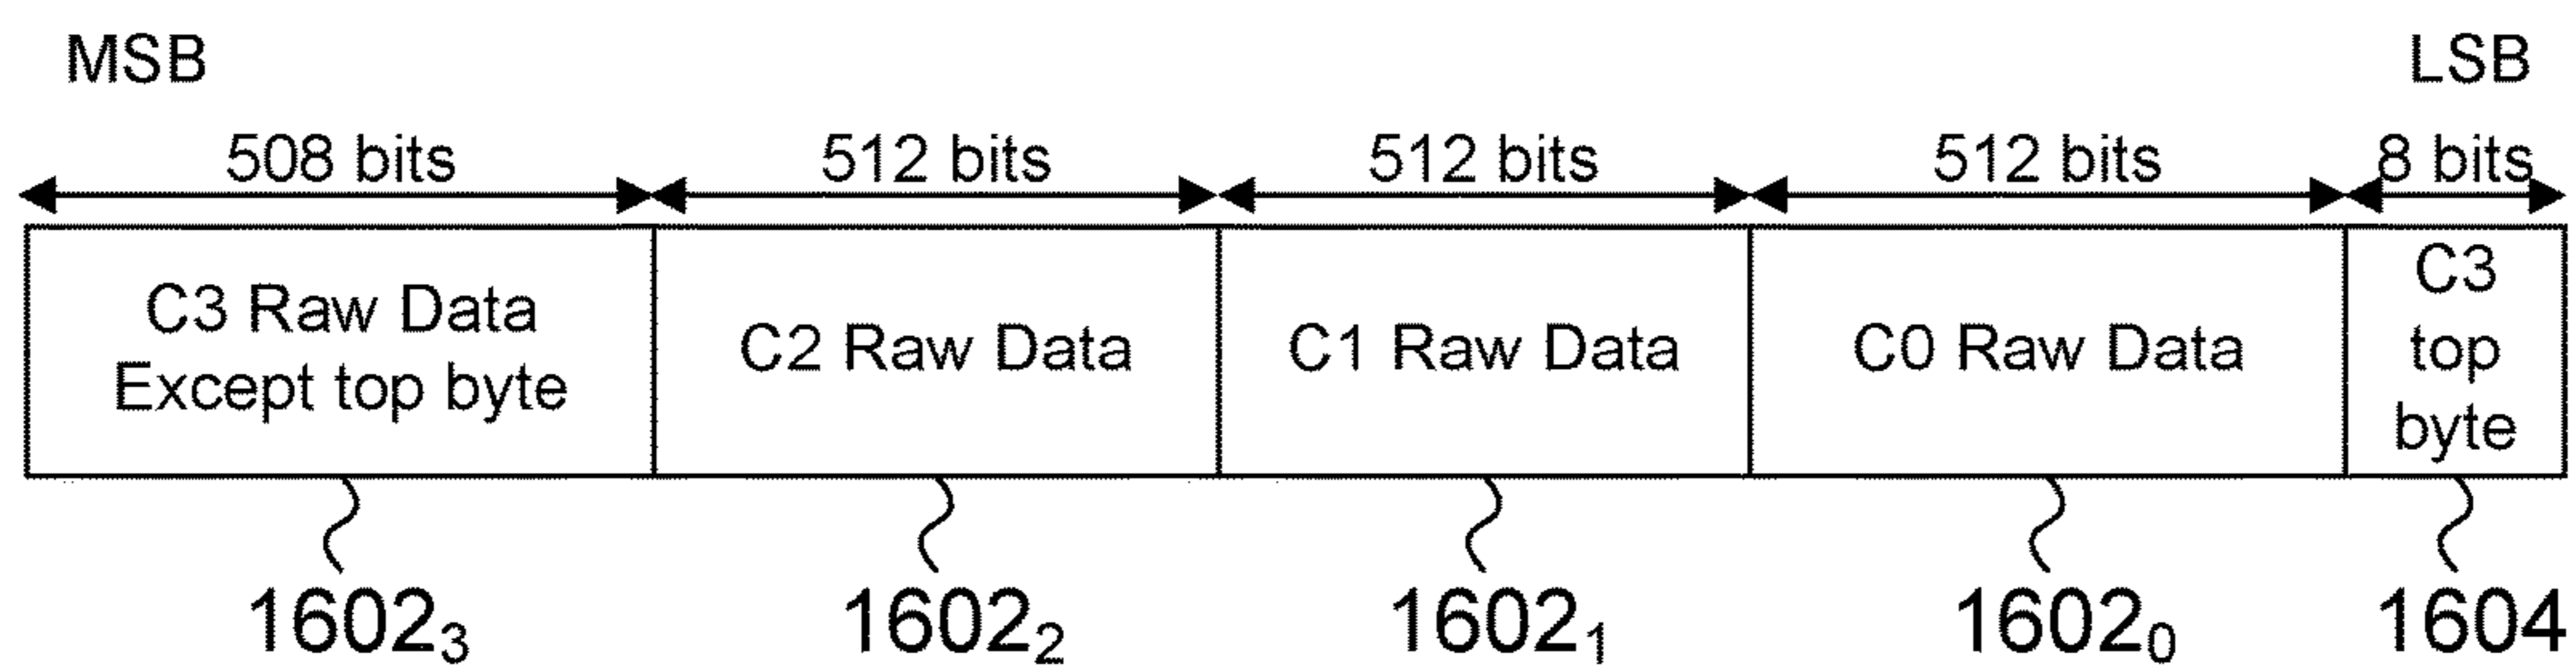 MSB LSB
508 bits 512 bits 512 bits 512 bits 8 bits
C3 Raw Data
Except top byte
C2 Raw Data
C1 Raw Data
C0 Raw Data
C3
top
byte
1602₃ 1602₂ 1602₁ 1602₀ 1604